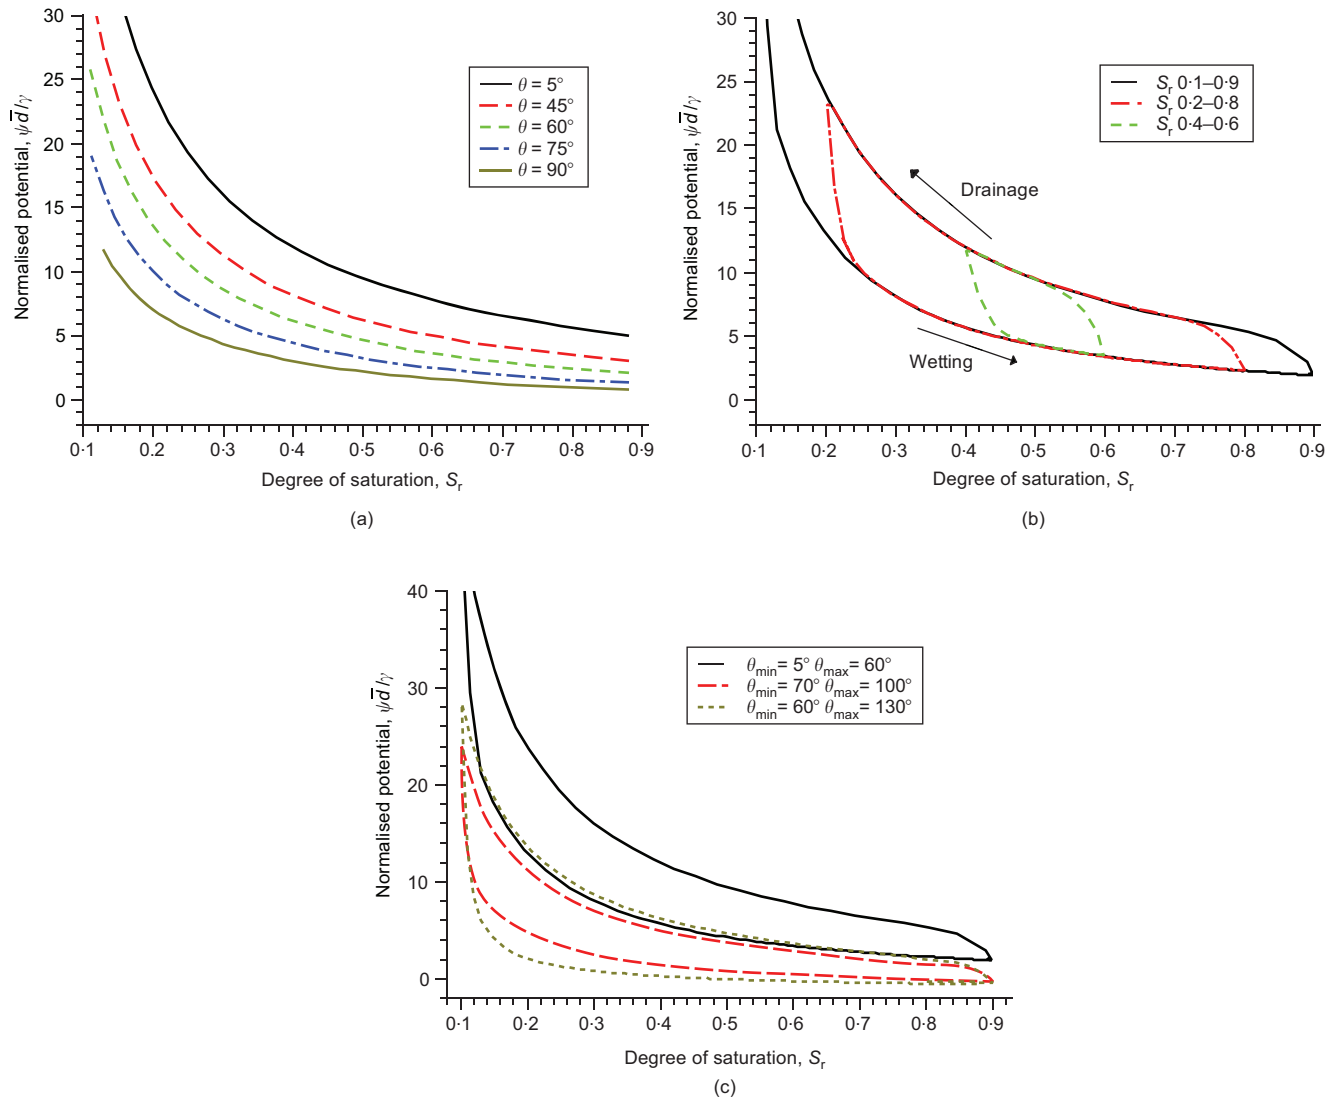 30
25
20
15
10
5
0
Normalised potential, ψd̅/γ
θ = 5°
θ = 45°
θ = 60°
θ = 75°
θ = 90°
0·1 0·2 0·3 0·4 0·5 0·6 0·7 0·8 0·9
Degree of saturation, Sr
(a)
30
25
20
15
10
5
0
Normalised potential, ψd̅/γ
Sr 0·1–0·9
Sr 0·2–0·8
Sr 0·4–0·6
Drainage
Wetting
0·1 0·2 0·3 0·4 0·5 0·6 0·7 0·8 0·9
Degree of saturation, Sr
(b)
40
30
20
10
0
Normalised potential, ψd̅/γ
θmin= 5° θmax= 60°
θmin= 70° θmax= 100°
θmin= 60° θmax= 130°
0·1 0·2 0·3 0·4 0·5 0·6 0·7 0·8 0·9
Degree of saturation, Sr
(c)